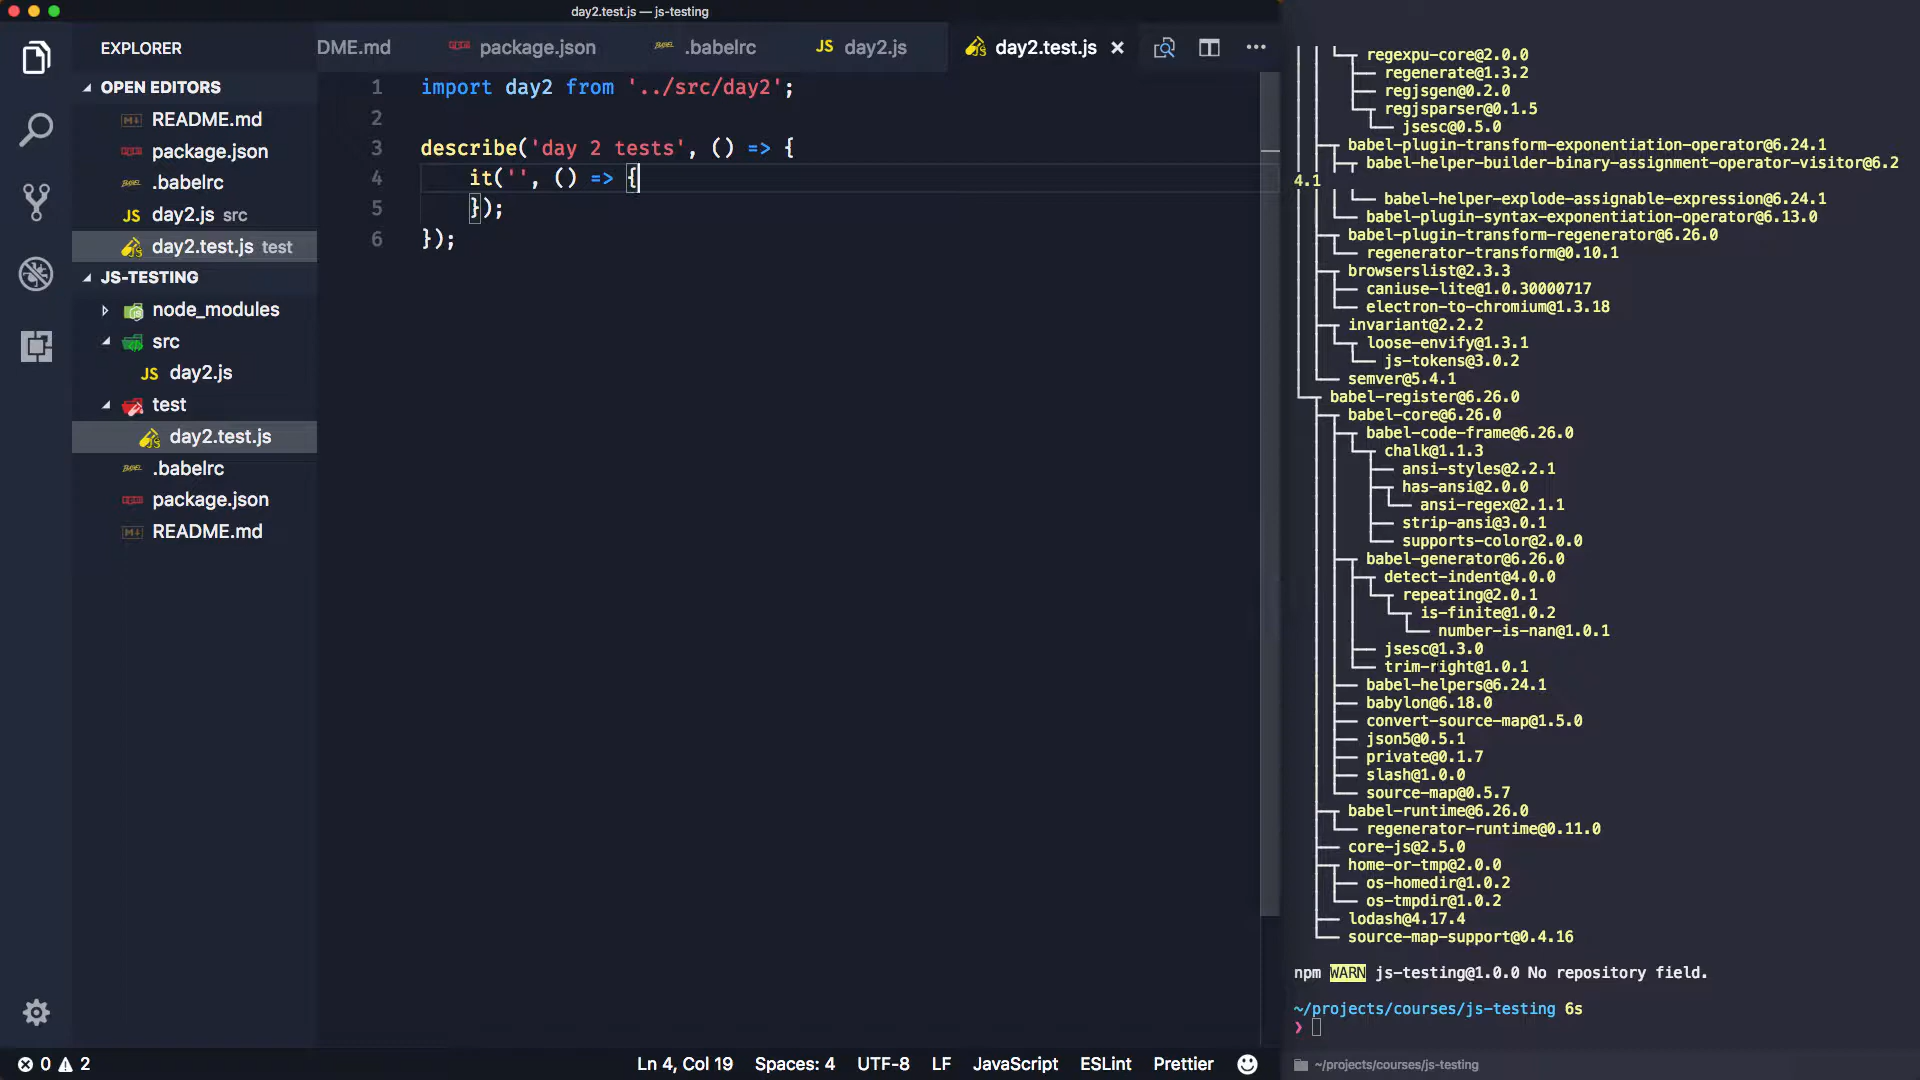 day2.test.js — js-testing
EXPLORER
OPEN EDITORS
README.md
package.json
.babelrc
day2.js src
day2.test.js test
JS-TESTING
node_modules
src
day2.js
test
day2.test.js
.babelrc
package.json
README.md
DME.md package.json .babelrc JS day2.js day2.test.js ×
1 import day2 from '../src/day2';
2
3 describe('day 2 tests', () => {
4 it('', () => {
5 });
6 });
regexpu-core@2.0.0
regenerate@1.3.2
regjsgen@0.2.0
regjsparser@0.1.5
jsesc@0.5.0
babel-plugin-transform-exponentiation-operator@6.24.1
babel-helper-builder-binary-assignment-operator-visitor@6.2
4.1
babel-helper-explode-assignable-expression@6.24.1
babel-plugin-syntax-exponentiation-operator@6.13.0
babel-plugin-transform-regenerator@6.26.0
regenerator-transform@0.10.1
browserslist@2.3.3
caniuse-lite@1.0.30000717
electron-to-chromium@1.3.18
invariant@2.2.2
loose-envify@1.3.1
js-tokens@3.0.2
semver@5.4.1
babel-register@6.26.0
babel-core@6.26.0
babel-code-frame@6.26.0
chalk@1.1.3
ansi-styles@2.2.1
has-ansi@2.0.0
ansi-regex@2.1.1
strip-ansi@3.0.1
supports-color@2.0.0
babel-generator@6.26.0
detect-indent@4.0.0
repeating@2.0.1
is-finite@1.0.2
number-is-nan@1.0.1
jsesc@1.3.0
trim-right@1.0.1
babel-helpers@6.24.1
babylon@6.18.0
convert-source-map@1.5.0
json5@0.5.1
private@0.1.7
slash@1.0.0
source-map@0.5.7
babel-runtime@6.26.0
regenerator-runtime@0.11.0
core-js@2.5.0
home-or-tmp@2.0.0
os-homedir@1.0.2
os-tmpdir@1.0.2
lodash@4.17.4
source-map-support@0.4.16
npm WARN js-testing@1.0.0 No repository field.
~/projects/courses/js-testing 6s
❯
0 2 Ln 4, Col 19 Spaces: 4 UTF-8 LF JavaScript ESLint Prettier
~/projects/courses/js-testing